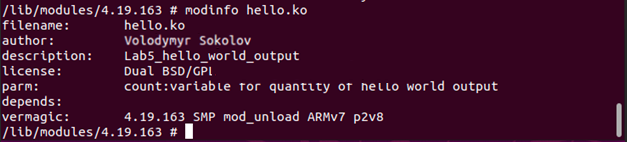 /lib/modules/4.19.163 # modinfo hello.ko
filename: hello.ko
author: Volodymyr Sokolov
description: Lab5_hello_world_output
license: Dual BSD/GPL
parm: count:variable for quantity of hello world output
depends:
vermagic: 4.19.163 SMP mod_unload ARMv7 p2v8
/lib/modules/4.19.163 #